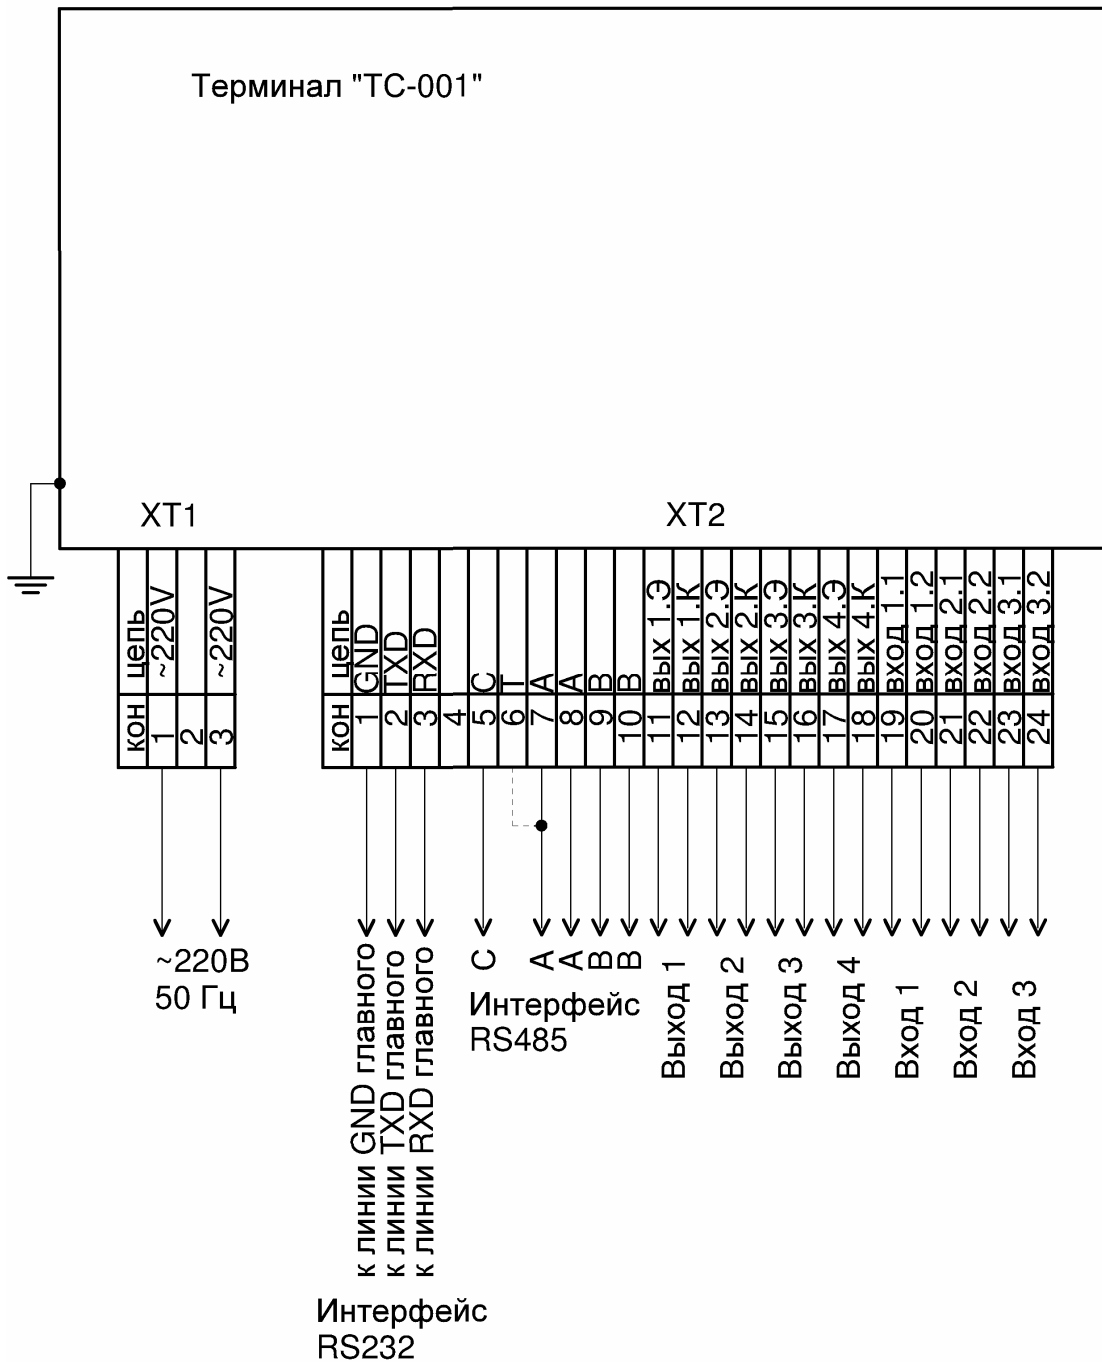 Терминал "ТС-001"
XT1
XT2
цепь
~220V
~220V
кон
1
2
3
цепь
GND
TXD
RXD
C
T
A
A
B
B
вых 1.Э
вых 1.К
вых 2.Э
вых 2.К
вых 3.Э
вых 3.К
вых 4.Э
вых 4.К
вход 1.1
вход 1.2
вход 2.1
вход 2.2
вход 3.1
вход 3.2
кон
1
2
3
4
5
6
7
8
9
10
11
12
13
14
15
16
17
18
19
20
21
22
23
24
~220В
50 Гц
к линии GND главного
к линии TXD главного
к линии RXD главного
Интерфейс
RS232
C
A
A
B
B
Интерфейс
RS485
Выход 1
Выход 2
Выход 3
Выход 4
Вход 1
Вход 2
Вход 3